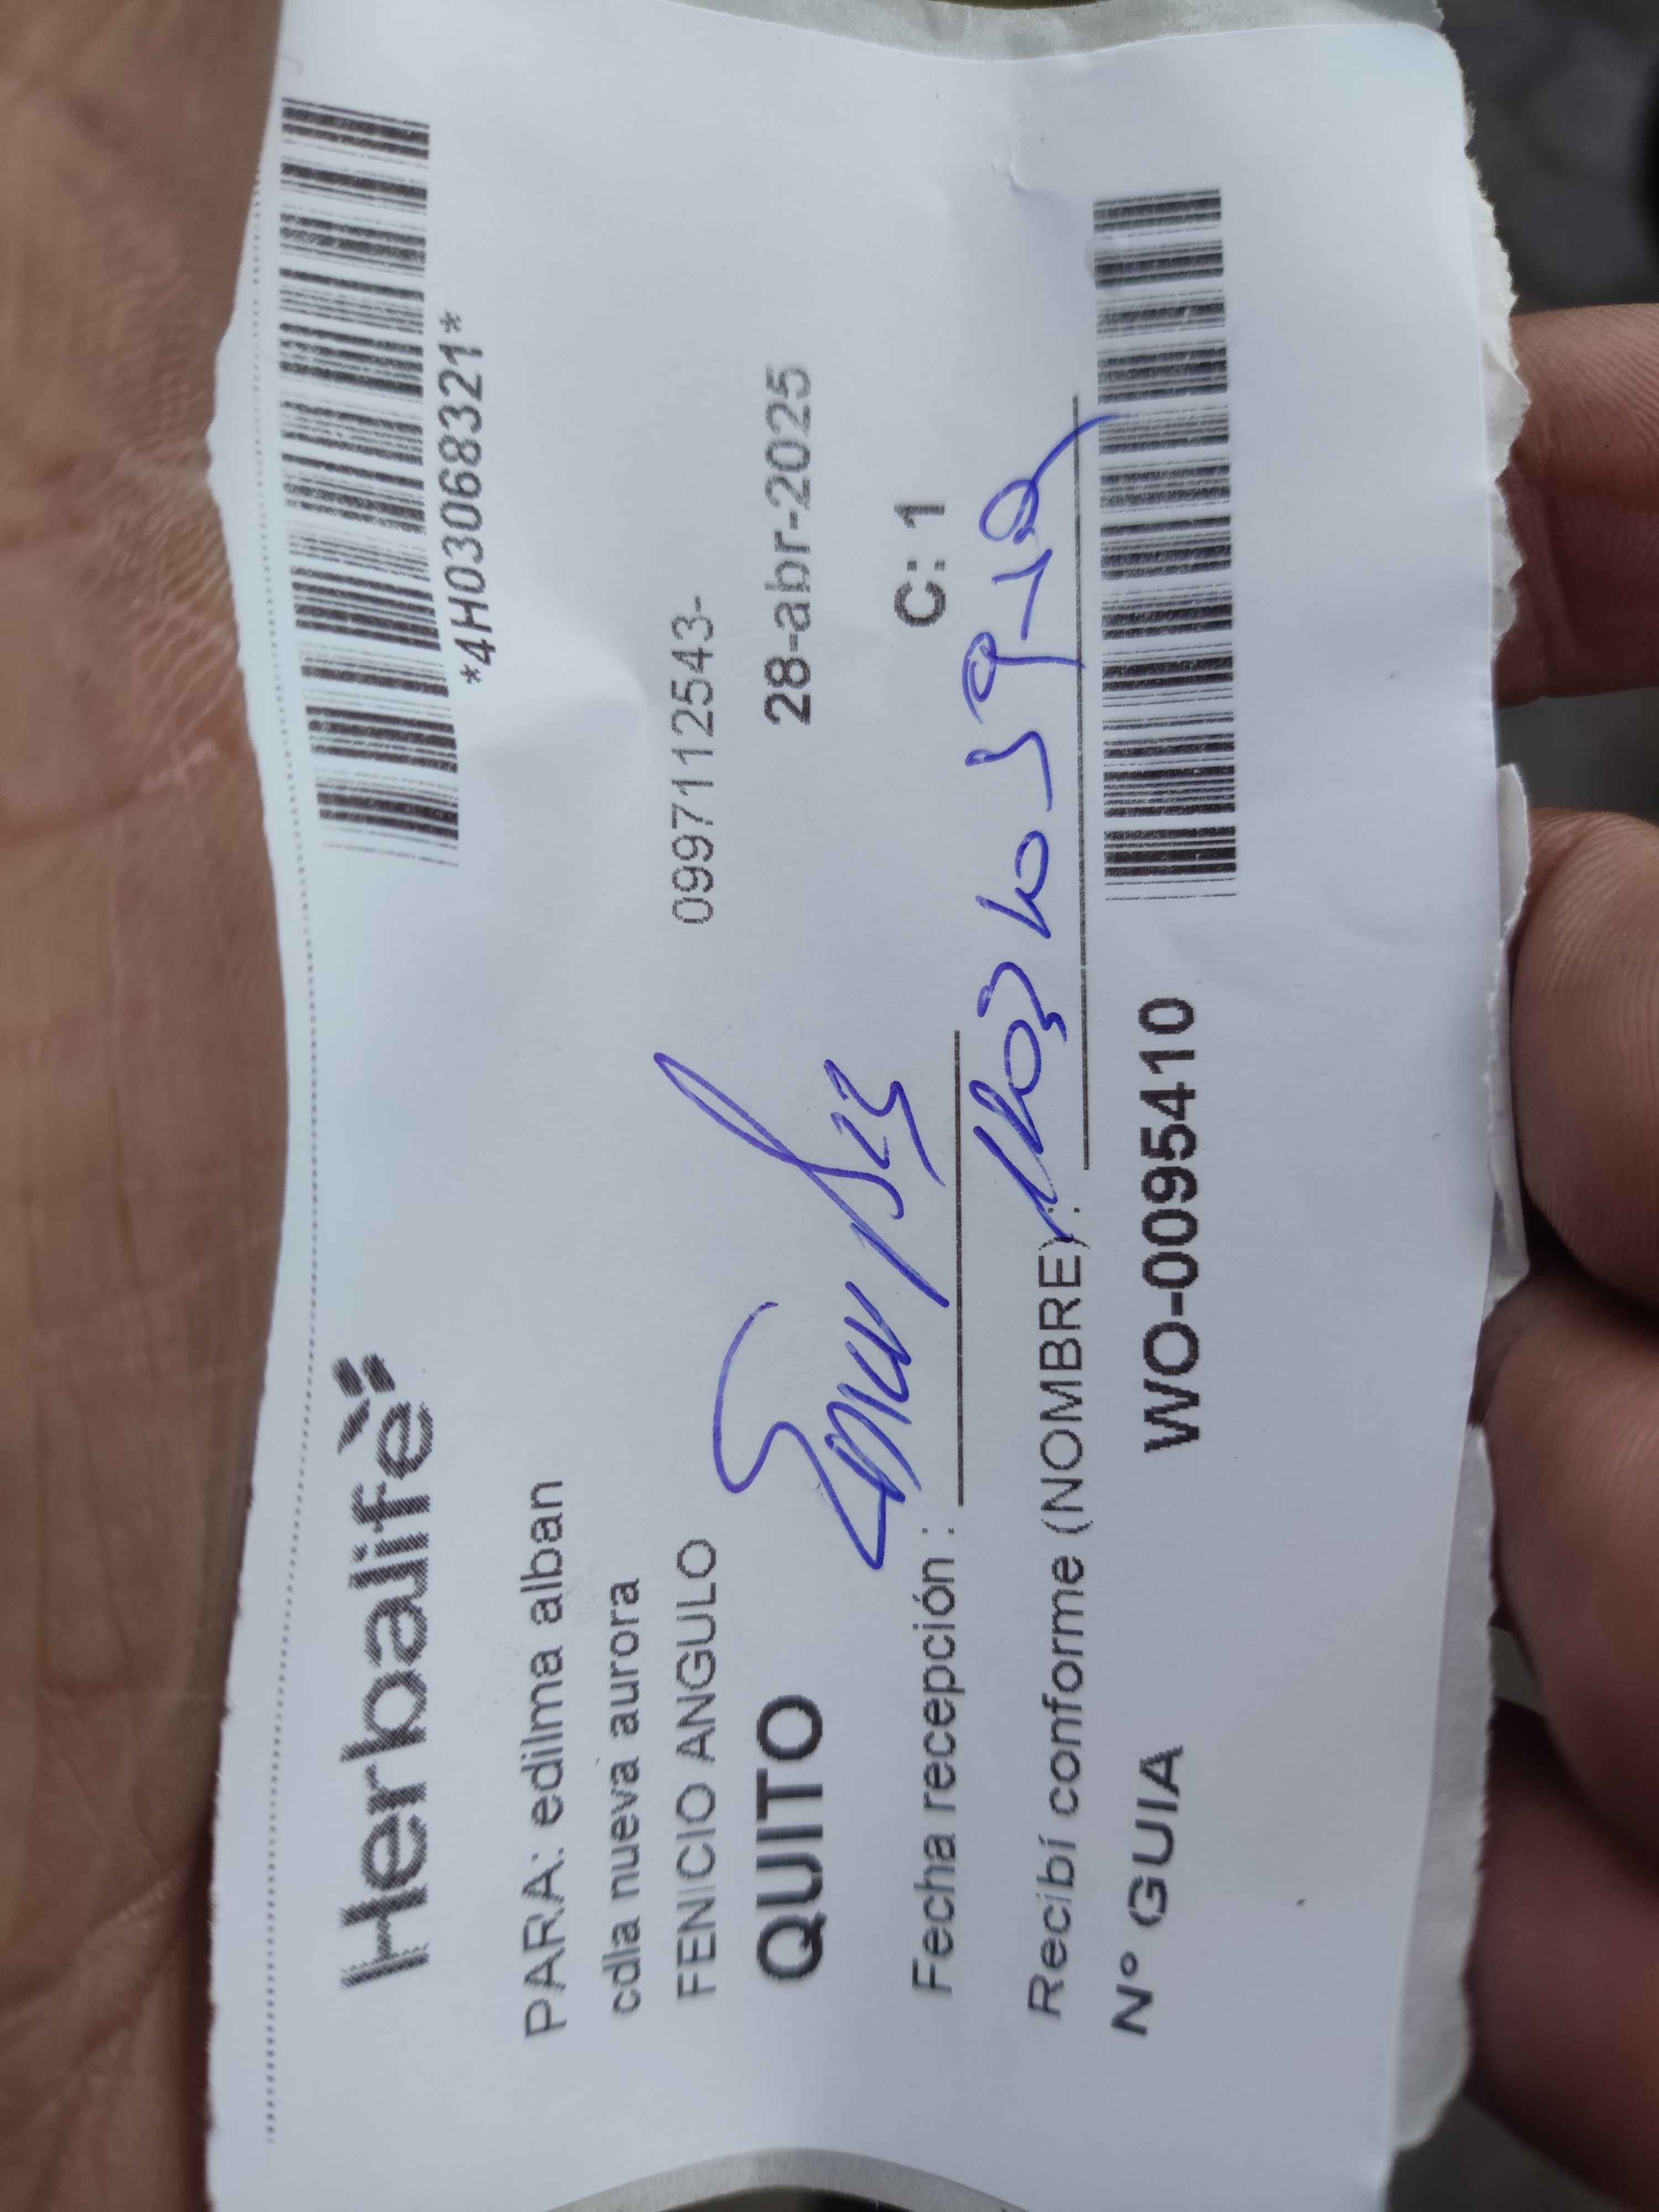 Herbalife
*4H03068321*
PARA: edilma alban
cdla nueva aurora
FENICIO ANGULO 0997112543-
QUITO 28-abr-2025
Fecha recepción : C: 1
Recibí conforme (NOMBRE):
N° GUIA WO-0095410